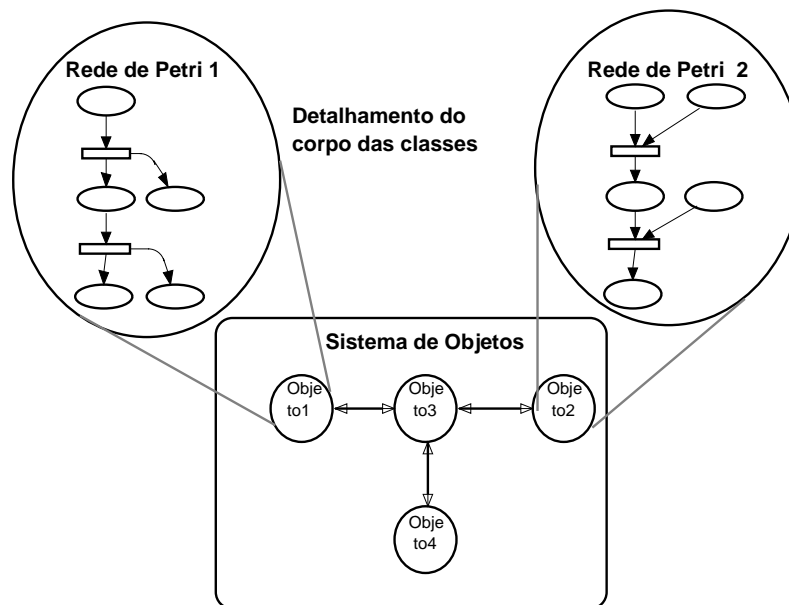 Rede de Petri 1
Rede de Petri 2
Detalhamento do
corpo das classes
Sistema de Objetos
Obje
to1
Obje
to3
Obje
to2
Obje
to4